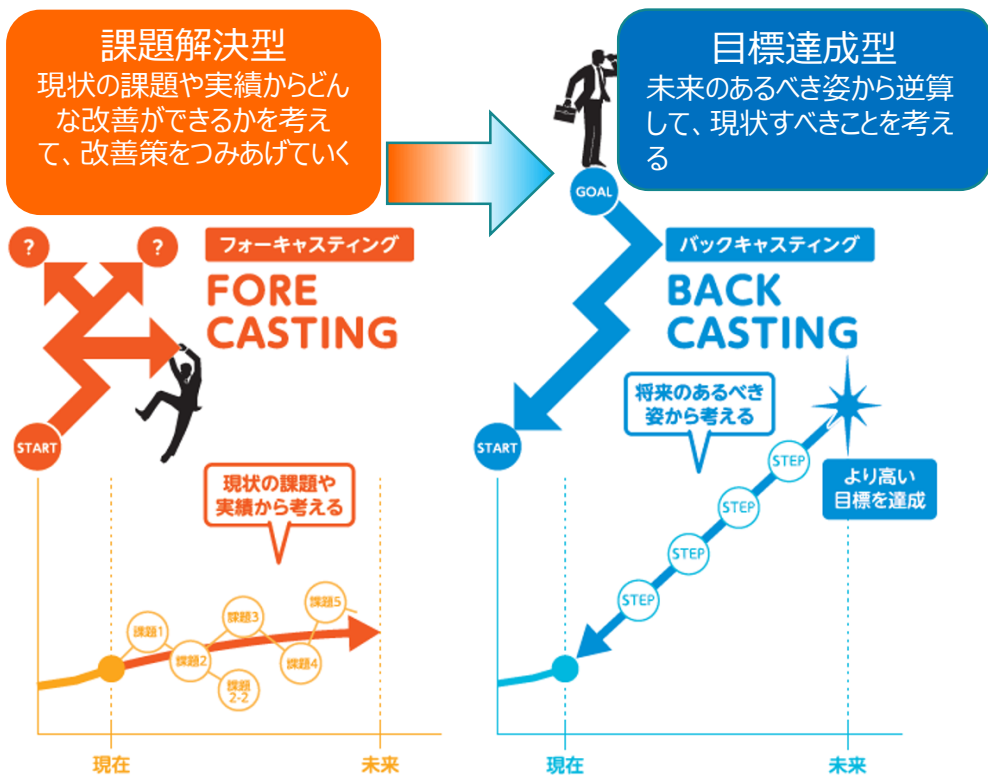 課題解決型
現状の課題や実績からどん
な改善ができるかを考え
て、改善策をつみあげていく
目標達成型
未来のあるべき姿から逆算
して、現状すべきことを考え
る
?
?
フォーキャスティング
FORE
CASTING
START
現状の課題や
実績から考える
課題1
課題2
課題
2-2
課題3
課題4
課題5
現在
未来
GOAL
バックキャスティング
BACK
CASTING
START
将来のあるべき
姿から考える
STEP
STEP
STEP
STEP
より高い
目標を達成
現在
未来